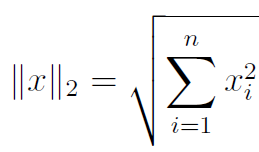 ‖x‖₂ = √(∑ᵢ₌₁ⁿ xᵢ²)